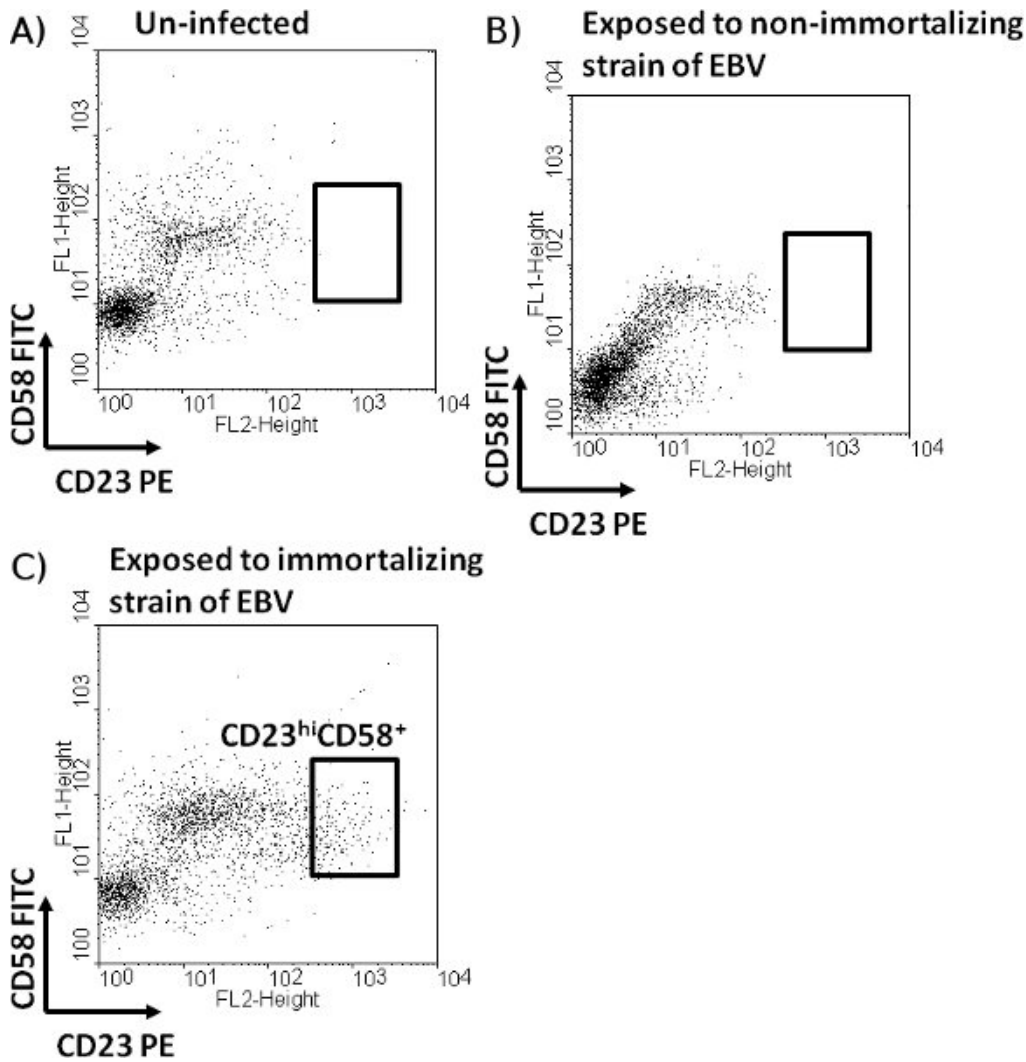 A)
Un-infected
104
103
102
101
100
FL1-Height
CD58 FITC
100 101 102 103 104
FL2-Height
CD23 PE
B)
Exposed to non-immortalizing
strain of EBV
104
103
102
101
100
FL1-Height
CD58 FITC
100 101 102 103 104
FL2-Height
CD23 PE
C)
Exposed to immortalizing
strain of EBV
104
103
102
101
100
FL1-Height
CD23hiCD58+
CD58 FITC
100 101 102 103 104
FL2-Height
CD23 PE